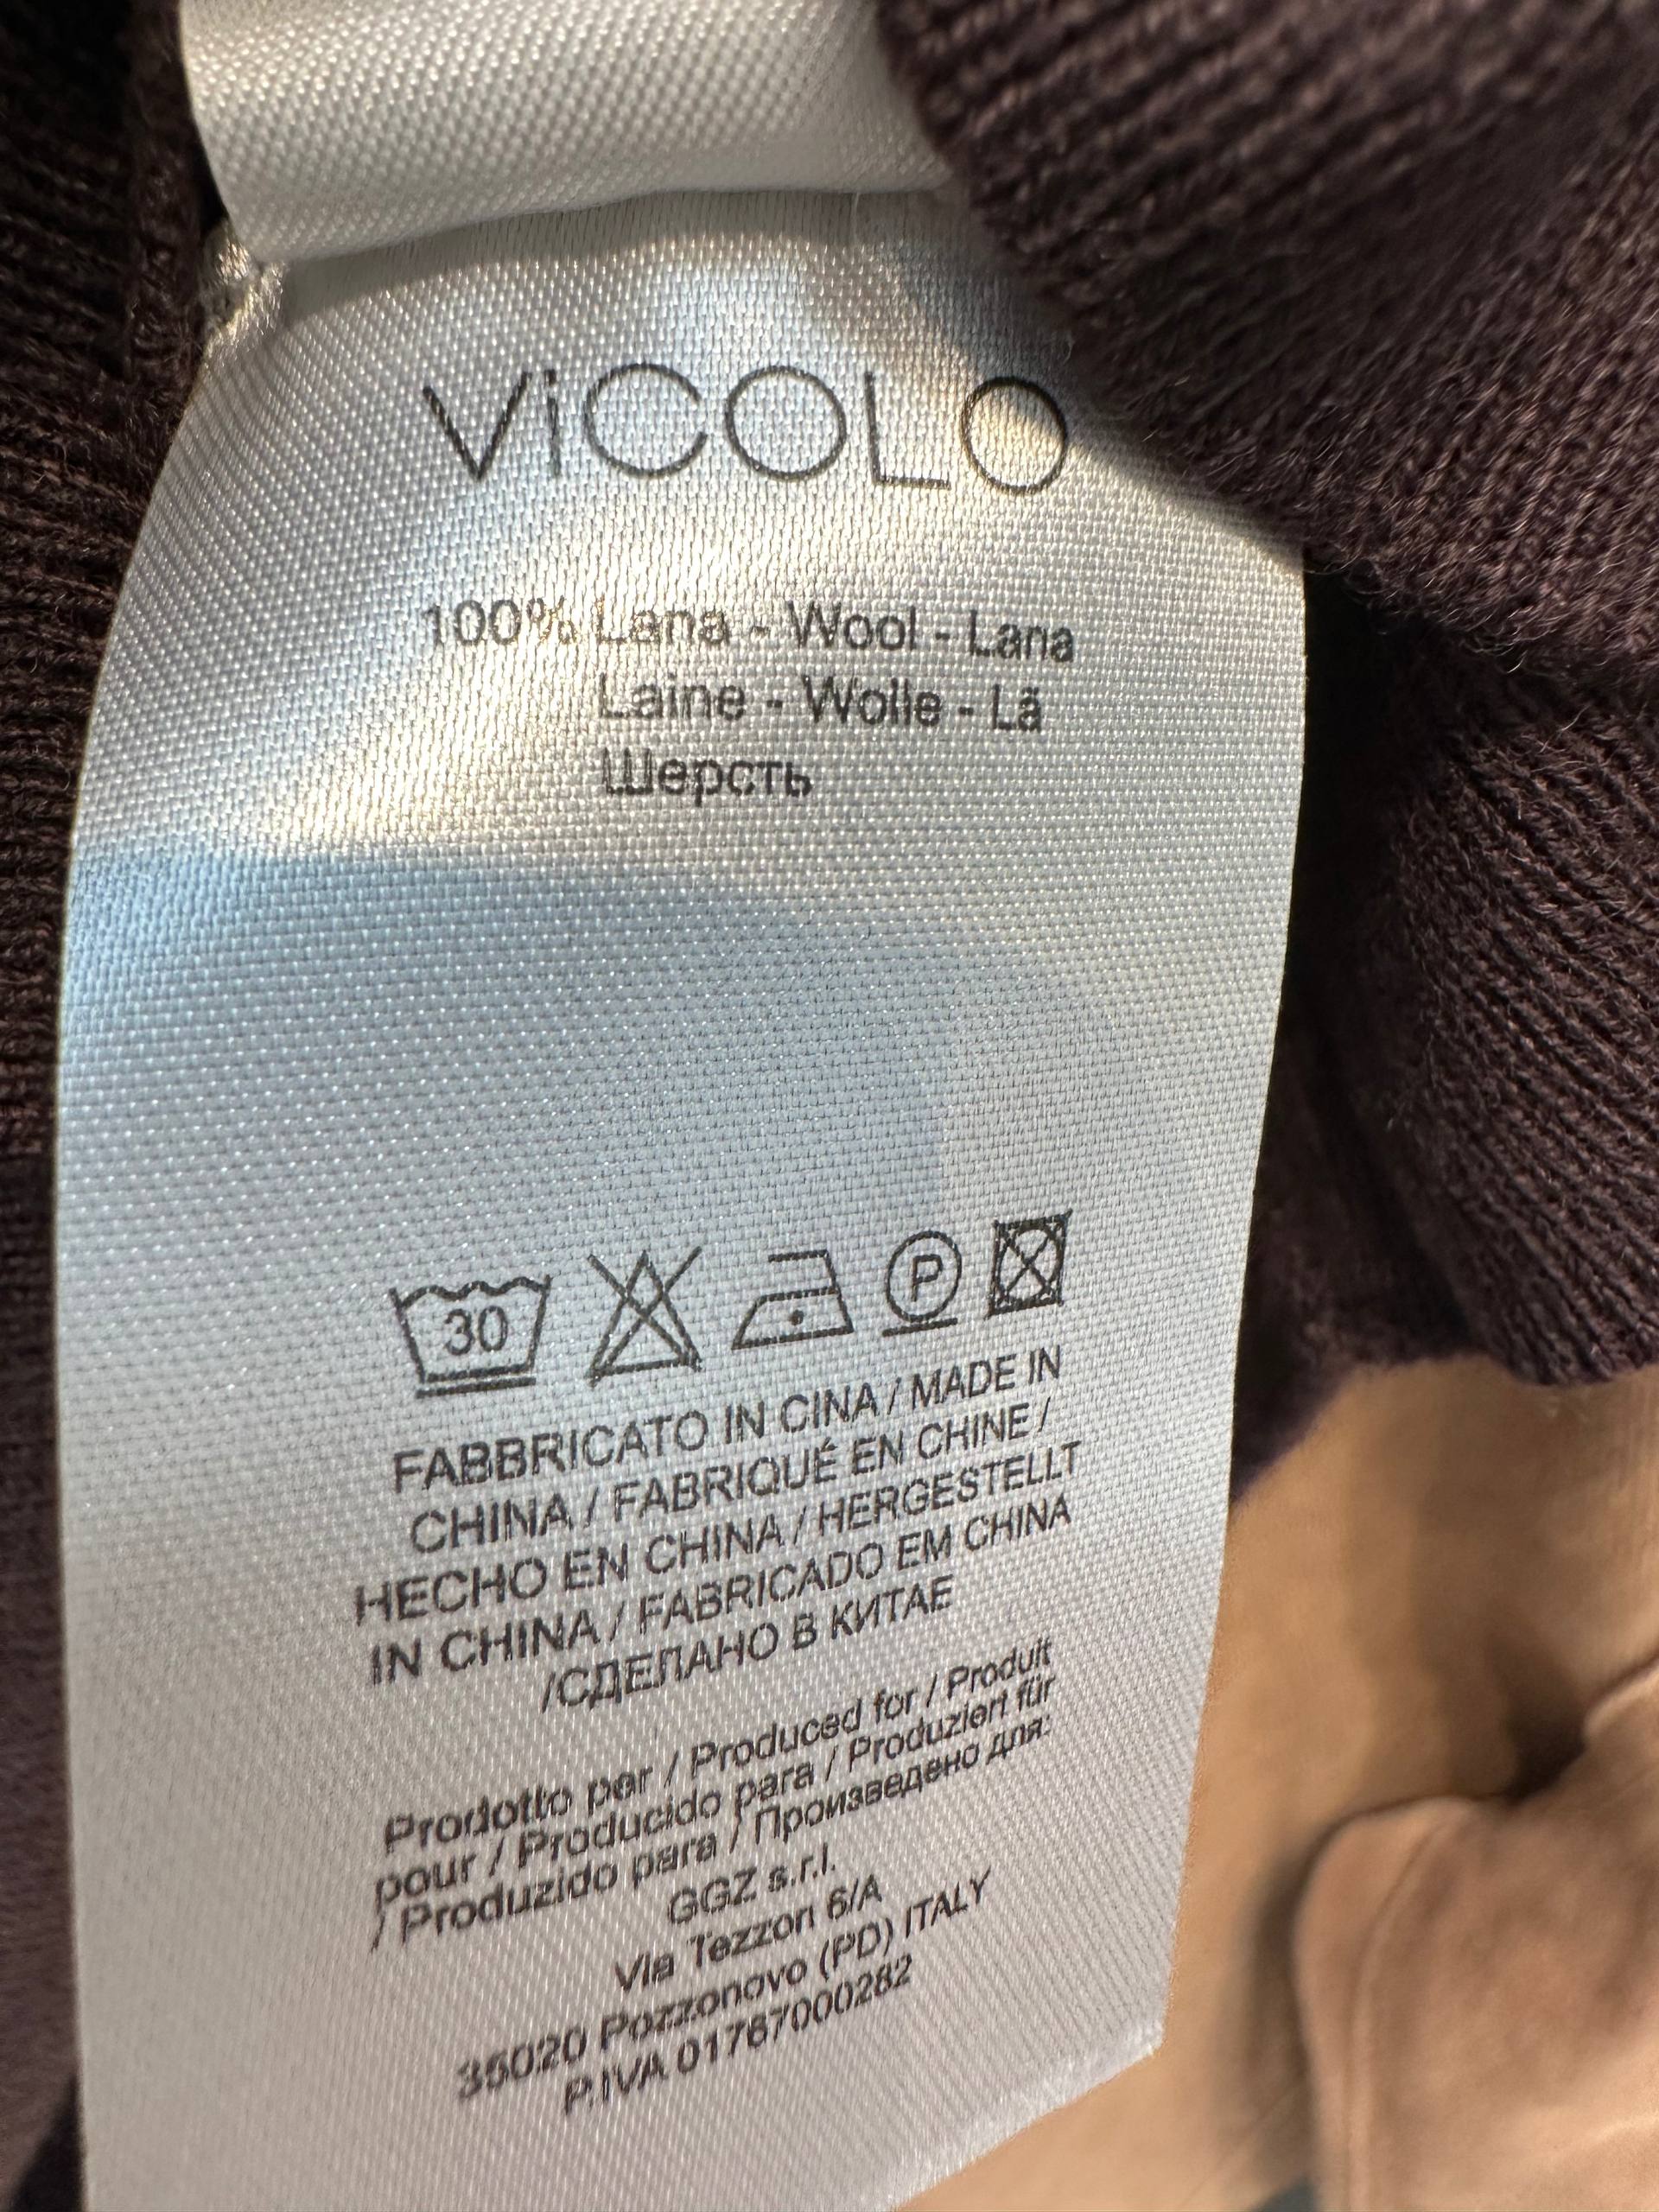 ViCOLO
100% Lana - Wool - Lana
Laine - Wolle - Lã
Шерсть
30
P
FABBRICATO IN CINA / MADE IN
CHINA / FABRIQUÉ EN CHINE /
HECHO EN CHINA / HERGESTELLT
IN CHINA / FABRICADO EM CHINA
/СДЕЛАНО В КИТАЕ
Prodotto per / Produced for / Produit
pour / Producido para / Produziert für
/ Produzido para / Произведено для:
GGZ s.r.l.
Via Tezzon 6/A
35020 Pozzonovo (PD) ITALY
P.IVA 01767000282